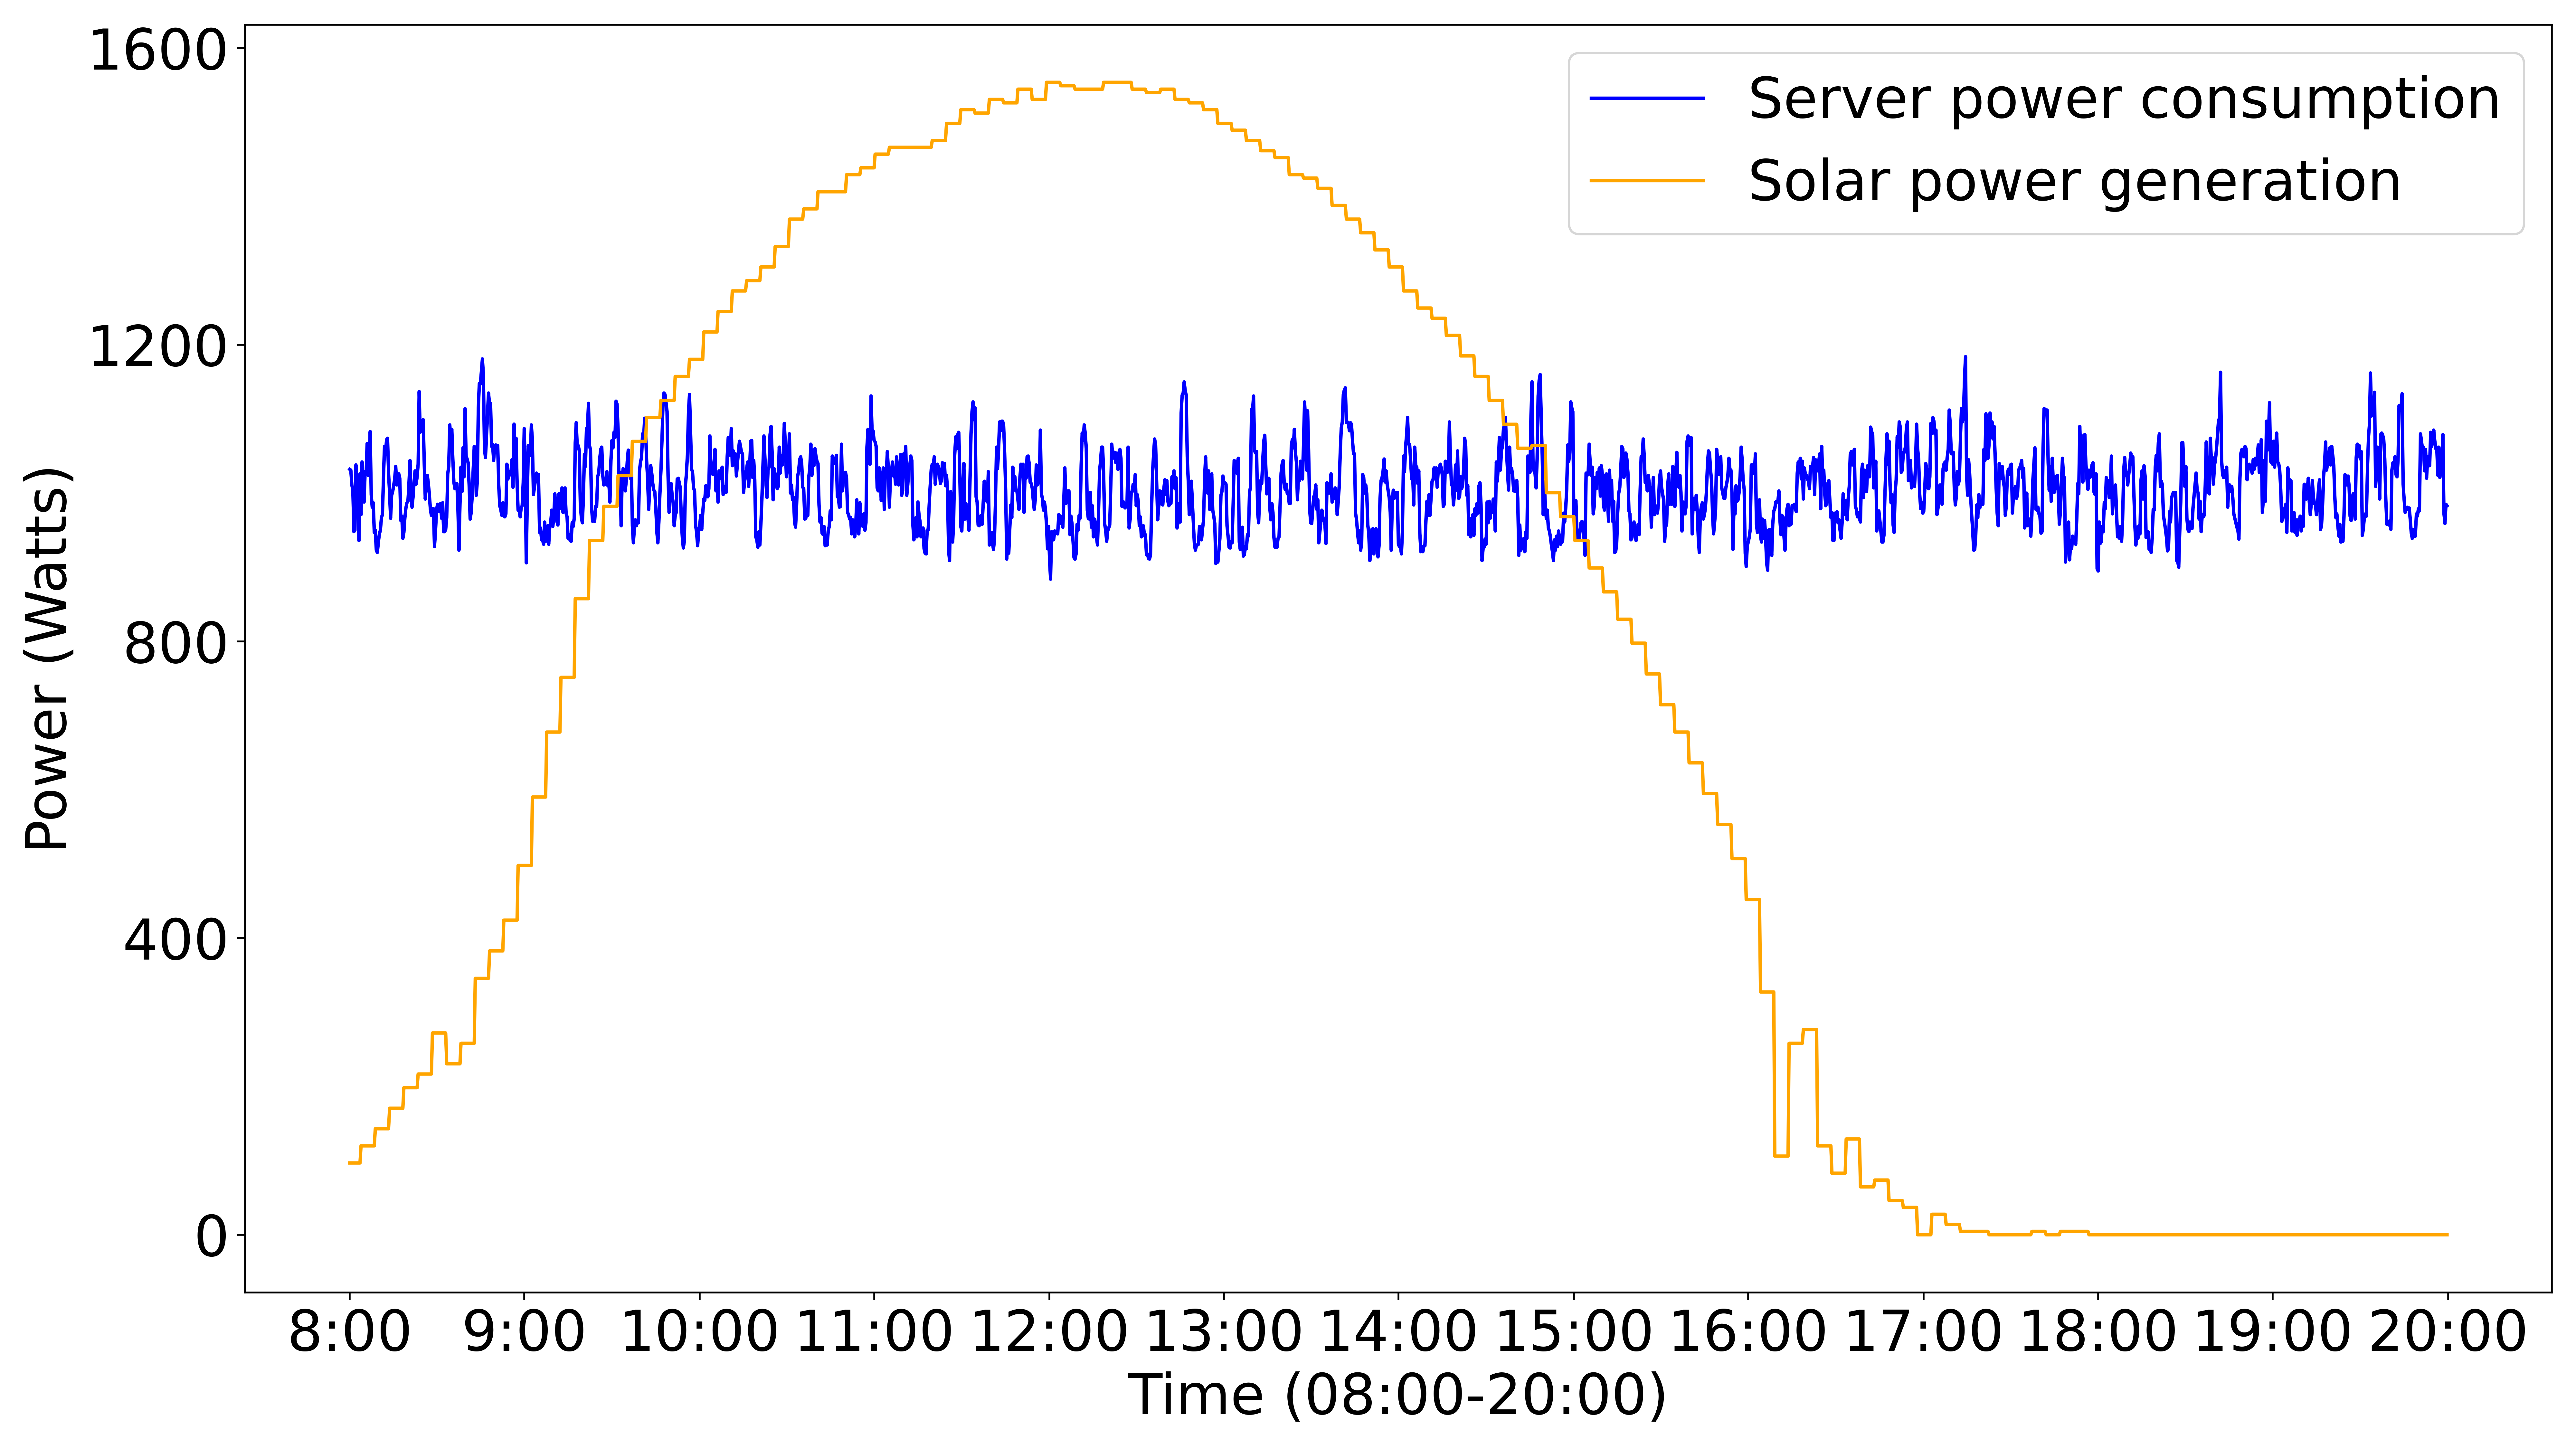 1600
1200
800
400
0
Power (Watts)
Server power consumption
Solar power generation
8:00 9:00 10:00 11:00 12:00 13:00 14:00 15:00 16:00 17:00 18:00 19:00 20:00
Time (08:00-20:00)